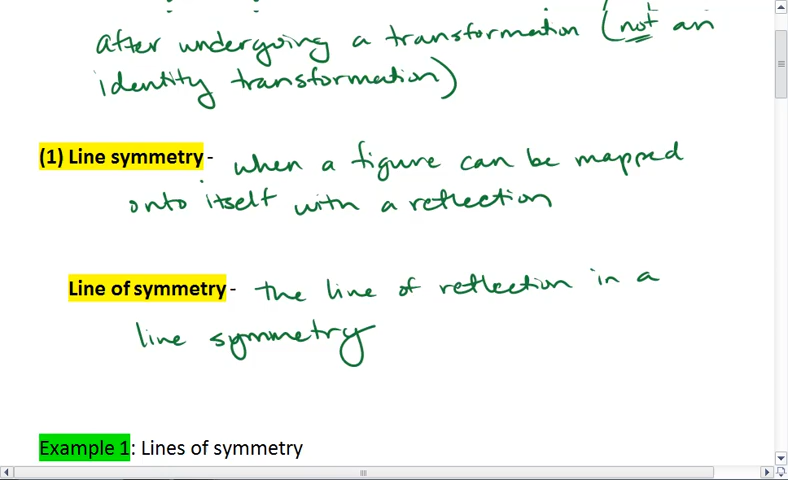 after undergoing a transformation (not an
identity transformation)
(1) Line symmetry - when a figure can be mapped
onto itself with a reflection
Line of symmetry - the line of reflection in a
line symmetry
Example 1: Lines of symmetry